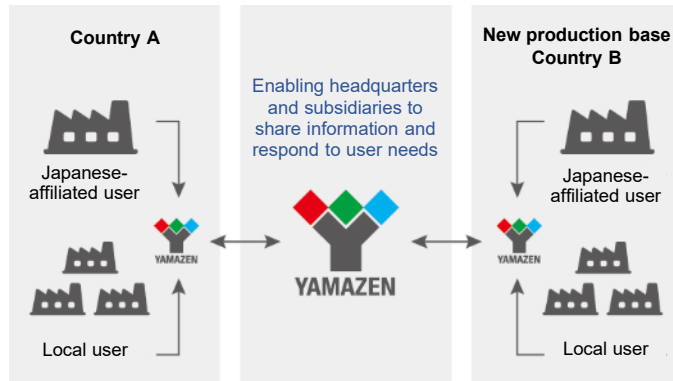 Country A
Japanese-
affiliated user
YAMAZEN
Local user
Enabling headquarters
and subsidiaries to
share information and
respond to user needs
YAMAZEN
New production base
Country B
Japanese-
affiliated user
YAMAZEN
Local user